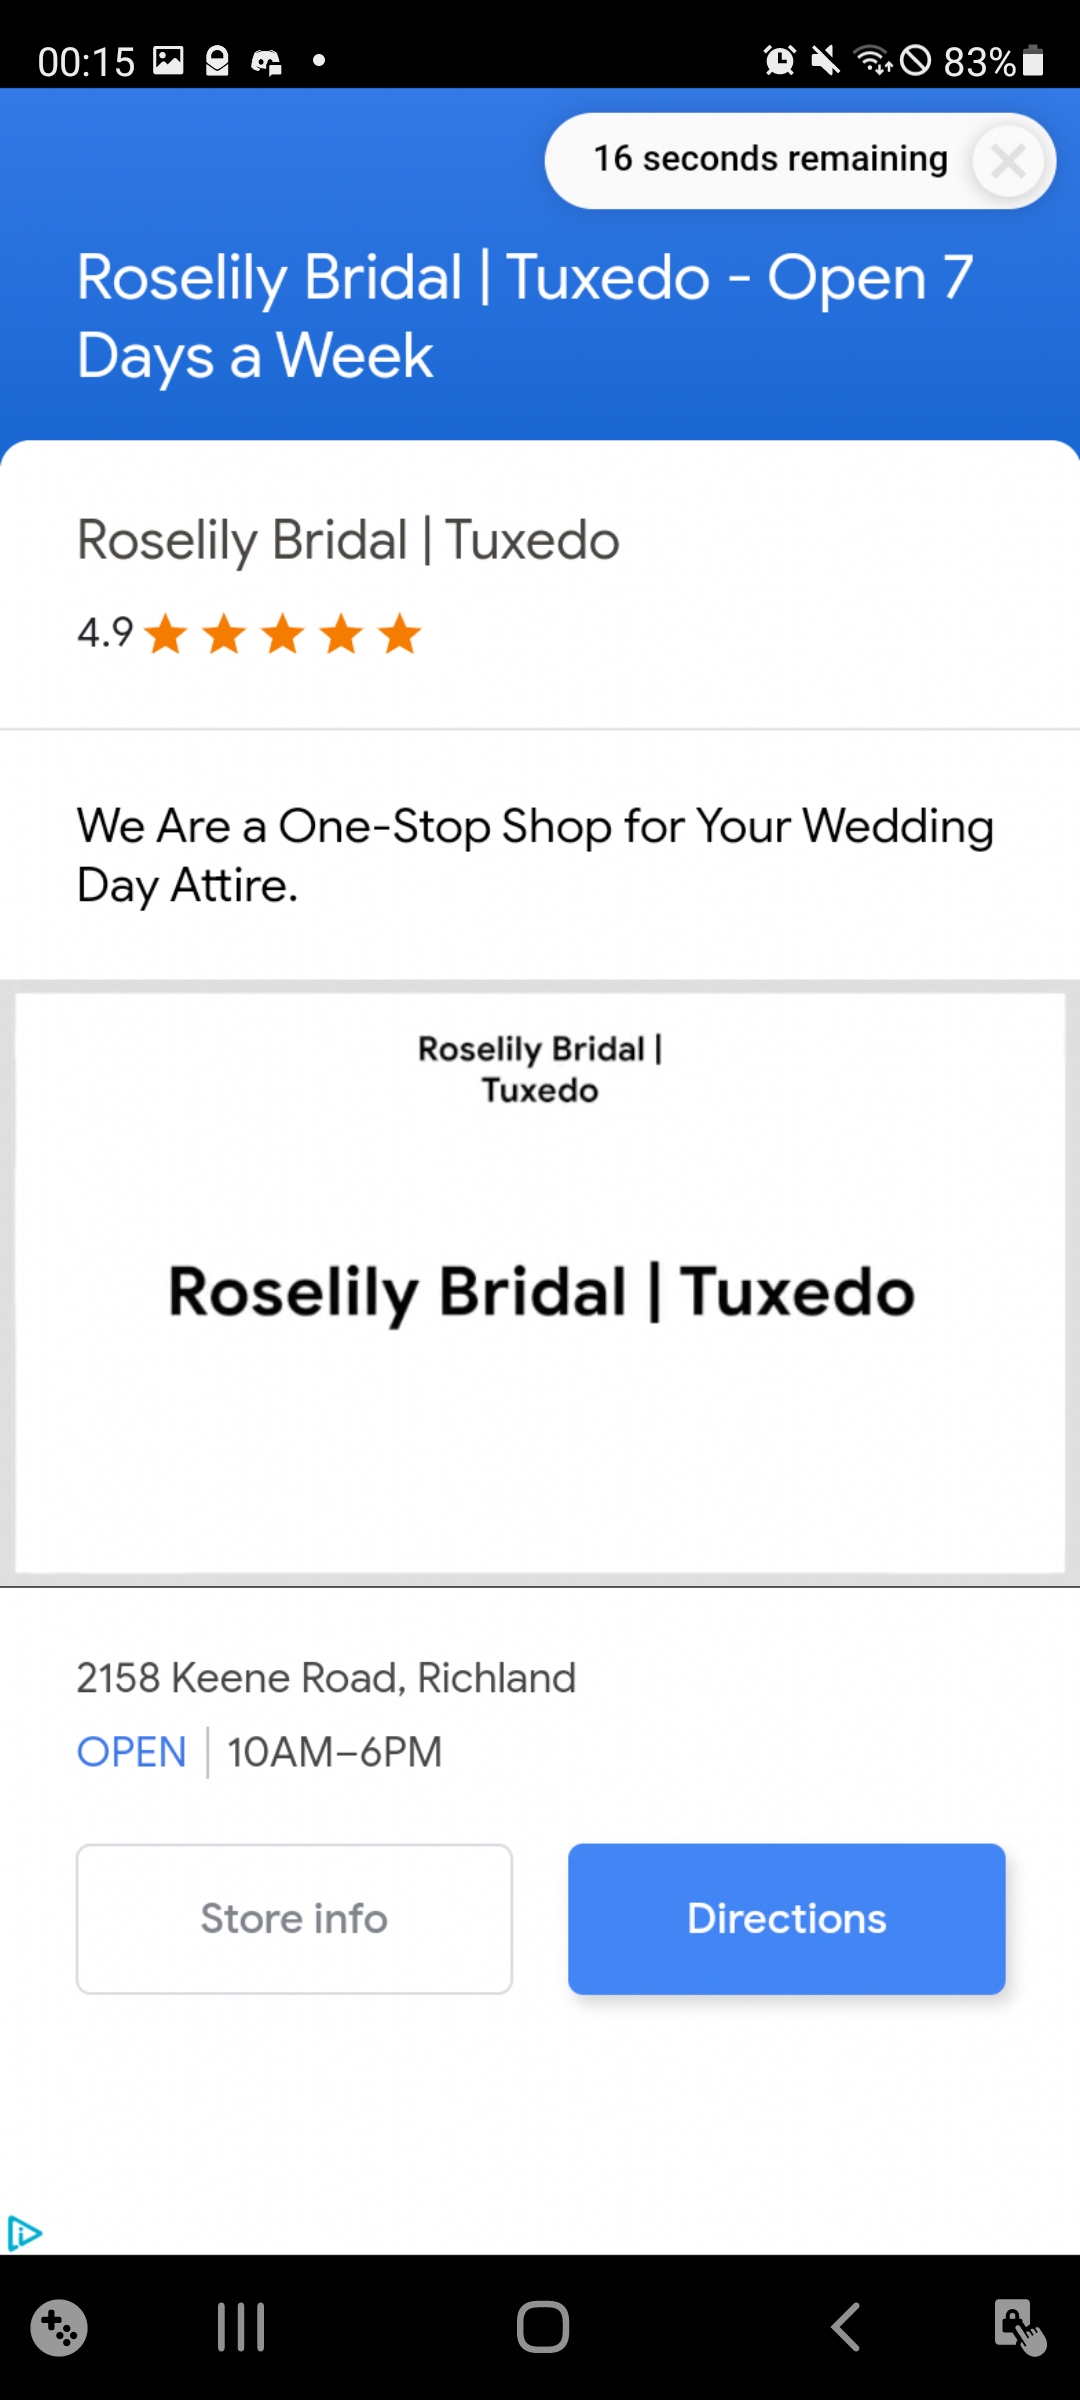 00:15
83%
16 seconds remaining
Roselily Bridal | Tuxedo - Open 7
Days a Week
Roselily Bridal | Tuxedo
4.9
We Are a One-Stop Shop for Your Wedding
Day Attire.
Roselily Bridal |
Tuxedo
Roselily Bridal | Tuxedo
2158 Keene Road, Richland
OPEN | 10AM–6PM
Store info
Directions